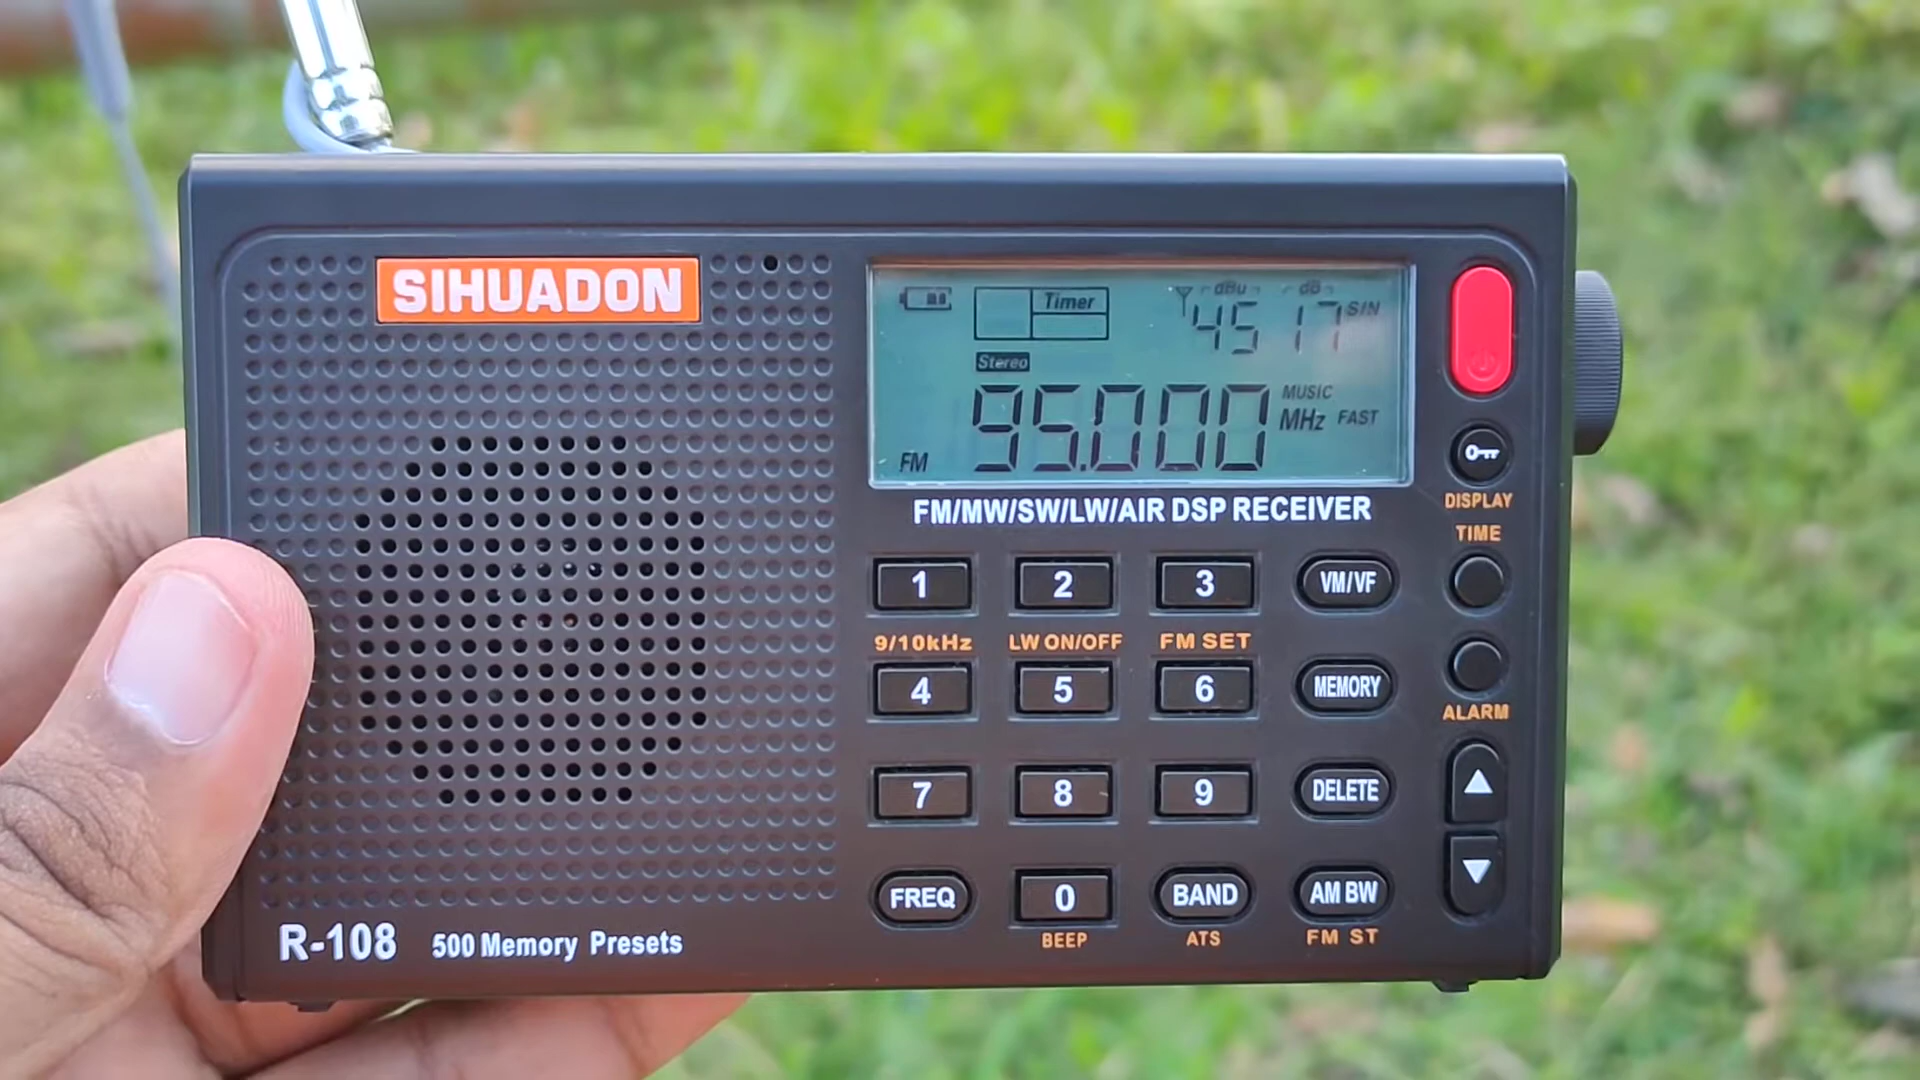 SIHUADON
Timer
dBu dB
45 17 S/N
Stereo
95.000 MUSIC
MHz FAST
FM
FM/MW/SW/LW/AIR DSP RECEIVER
DISPLAY
TIME
1 2 3 VM/VF
9/10kHz LW ON/OFF FM SET
4 5 6 MEMORY
ALARM
7 8 9 DELETE
FREQ 0 BAND AM BW
BEEP ATS FM ST
R-108 500 Memory Presets